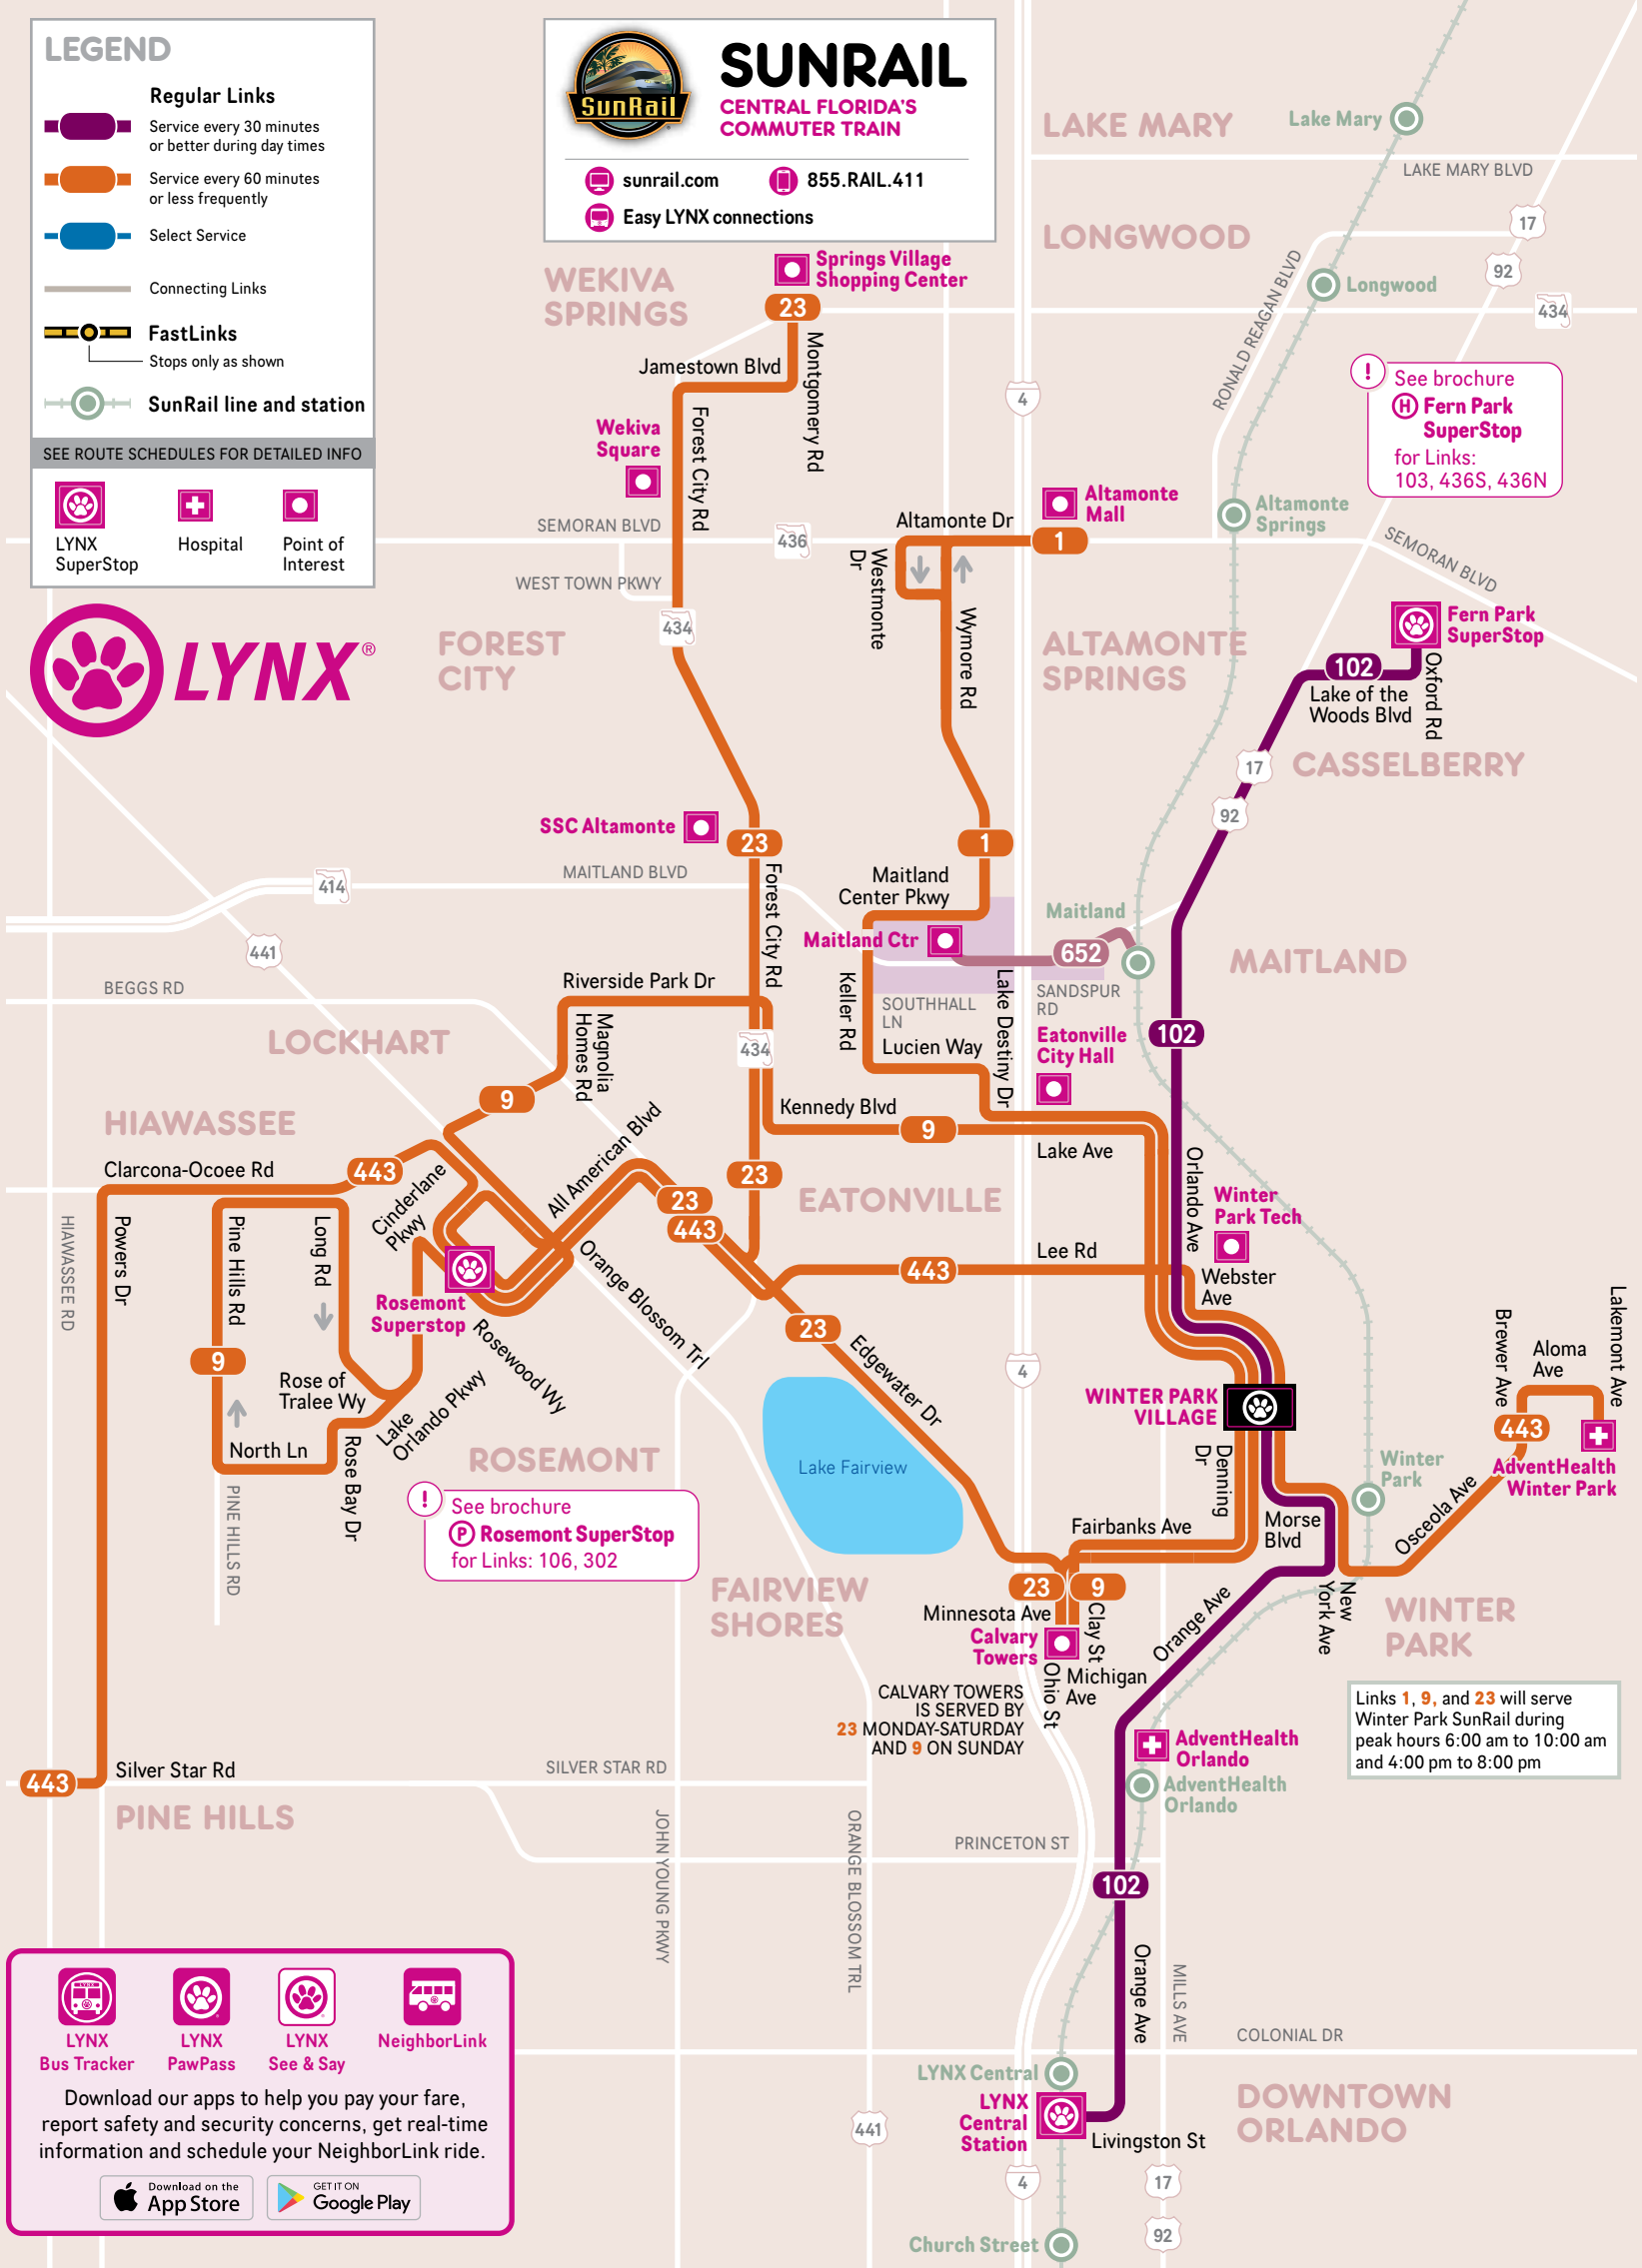 LEGEND
Regular Links
Service every 30 minutes
or better during day times
Service every 60 minutes
or less frequently
Select Service
Connecting Links
FastLinks
Stops only as shown
SunRail line and station
SEE ROUTE SCHEDULES FOR DETAILED INFO
LYNX
SuperStop
Hospital
Point of
Interest
LYNX®
SunRail
SUNRAIL
CENTRAL FLORIDA'S
COMMUTER TRAIN
sunrail.com
855.RAIL.411
Easy LYNX connections
LAKE MARY
Lake Mary
LAKE MARY BLVD
LONGWOOD
17
92
434
Longwood
RONALD REAGAN BLVD
WEKIVA
SPRINGS
Springs Village
Shopping Center
23
Montgomery Rd
Jamestown Blvd
Forest City Rd
Wekiva
Square
4
!
See brochure
H Fern Park
SuperStop
for Links:
103, 436S, 436N
SEMORAN BLVD
436
WEST TOWN PKWY
434
Altamonte Dr
1
Altamonte
Mall
Altamonte
Springs
SEMORAN BLVD
Westmonte
Dr
Wymore Rd
FOREST
CITY
ALTAMONTE
SPRINGS
Fern Park
SuperStop
102
Lake of the
Woods Blvd
Oxford Rd
17
92
CASSELBERRY
SSC Altamonte
23
1
MAITLAND BLVD
414
441
Forest City Rd
Maitland
Center Pkwy
Maitland Ctr
Maitland
652
MAITLAND
BEGGS RD
Riverside Park Dr
Keller Rd
SOUTHHALL
LN
Lake Destiny Dr
SANDSPUR
RD
LOCKHART
Magnolia
Homes Rd
434
Lucien Way
Eatonville
City Hall
102
HIAWASSEE
9
Kennedy Blvd
9
Lake Ave
Clarcona-Ocoee Rd
443
Cinderlane
Pkwy
All American Blvd
23
23
443
EATONVILLE
Orlando Ave
Winter
Park Tech
HIAWASSEE RD
Powers Dr
Pine Hills Rd
Long Rd
Orange Blossom Trl
Lee Rd
443
Webster
Ave
Rosemont
Superstop
Rosewood Wy
9
23
Edgewater Dr
Rose of
Tralee Wy
Lake
Orlando Pkwy
North Ln
Rose Bay Dr
PINE HILLS RD
4
Lake Fairview
WINTER PARK
VILLAGE
Denning
Dr
Brewer Ave
Aloma
Ave
Lakemont Ave
443
AdventHealth
Winter Park
Winter
Park
Osceola Ave
ROSEMONT
!
See brochure
P Rosemont SuperStop
for Links: 106, 302
Fairbanks Ave
Morse
Blvd
New
York Ave
FAIRVIEW
SHORES
23
9
Minnesota Ave
Clay St
Calvary
Towers
Ohio St
Michigan
Ave
Orange Ave
WINTER
PARK
CALVARY TOWERS
IS SERVED BY
23 MONDAY-SATURDAY
AND 9 ON SUNDAY
Links 1, 9, and 23 will serve
Winter Park SunRail during
peak hours 6:00 am to 10:00 am
and 4:00 pm to 8:00 pm
AdventHealth
Orlando
AdventHealth
Orlando
443
Silver Star Rd
SILVER STAR RD
PINE HILLS
JOHN YOUNG PKWY
ORANGE BLOSSOM TRL
PRINCETON ST
102
Orange Ave
MILLS AVE
COLONIAL DR
LYNX Central
LYNX
Central
Station
Livingston St
DOWNTOWN
ORLANDO
441
4
17
92
Church Street
LYNX
Bus Tracker
LYNX
PawPass
LYNX
See & Say
NeighborLink
Download our apps to help you pay your fare,
report safety and security concerns, get real-time
information and schedule your NeighborLink ride.
Download on the
App Store
GET IT ON
Google Play